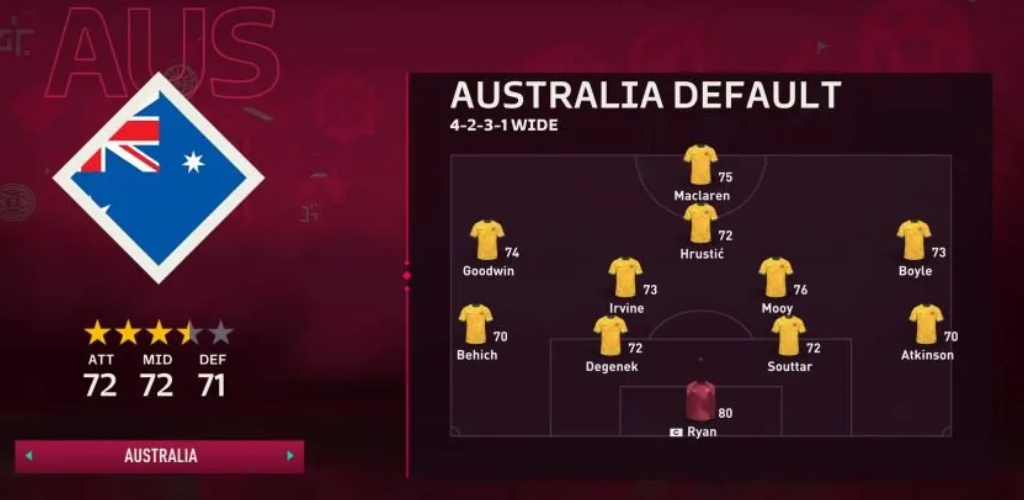 AUS
AUSTRALIA DEFAULT
4-2-3-1 WIDE
75
Maclaren
72
Hrustić
74
Goodwin
73
Boyle
73
Irvine
76
Mooy
70
Behich
72
Degenek
72
Souttar
70
Atkinson
80
C Ryan
ATT MID DEF
72 72 71
AUSTRALIA